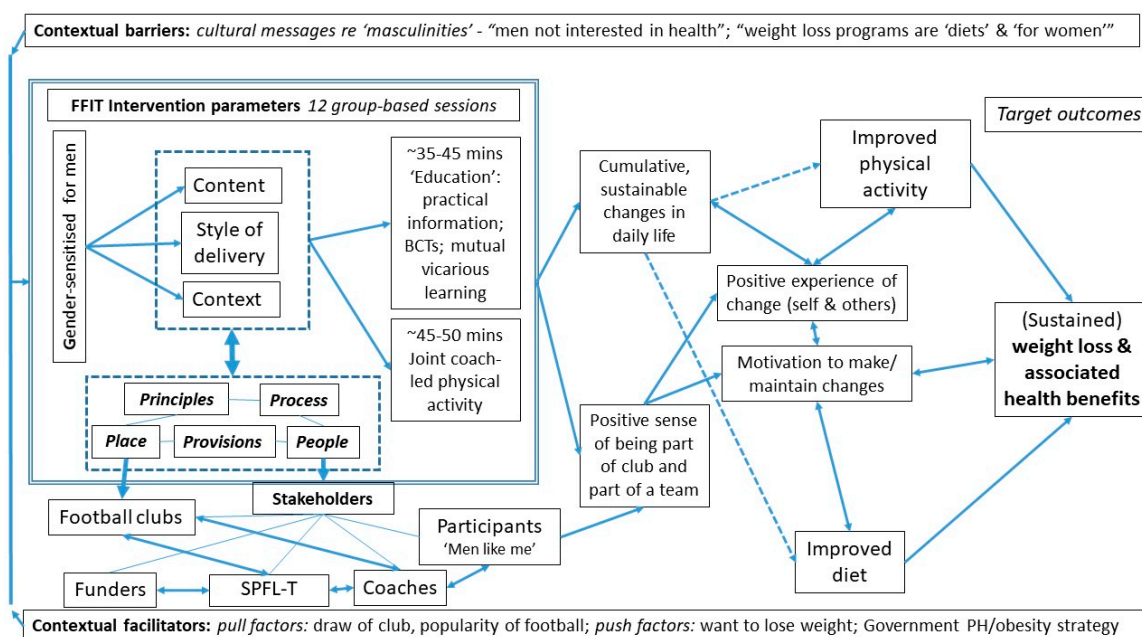 Contextual barriers: cultural messages re ‘masculinities’ - “men not interested in health”; “weight loss programs are ‘diets’ & ‘for women’”
FFIT Intervention parameters 12 group-based sessions
Gender-sensitised for men
Content
Style of
delivery
Context
~35-45 mins
‘Education’:
practical
information;
BCTs; mutual
vicarious
learning
~45-50 mins
Joint coach-
led physical
activity
Principles
Process
Place
Provisions
People
Stakeholders
Football clubs
Funders
SPFL-T
Coaches
Participants
‘Men like me’
Cumulative,
sustainable
changes in
daily life
Positive sense
of being part
of club and
part of a team
Positive experience of
change (self & others)
Motivation to make/
maintain changes
Improved
physical
activity
Improved
diet
Target outcomes
(Sustained)
weight loss &
associated
health benefits
Contextual facilitators: pull factors: draw of club, popularity of football; push factors: want to lose weight; Government PH/obesity strategy